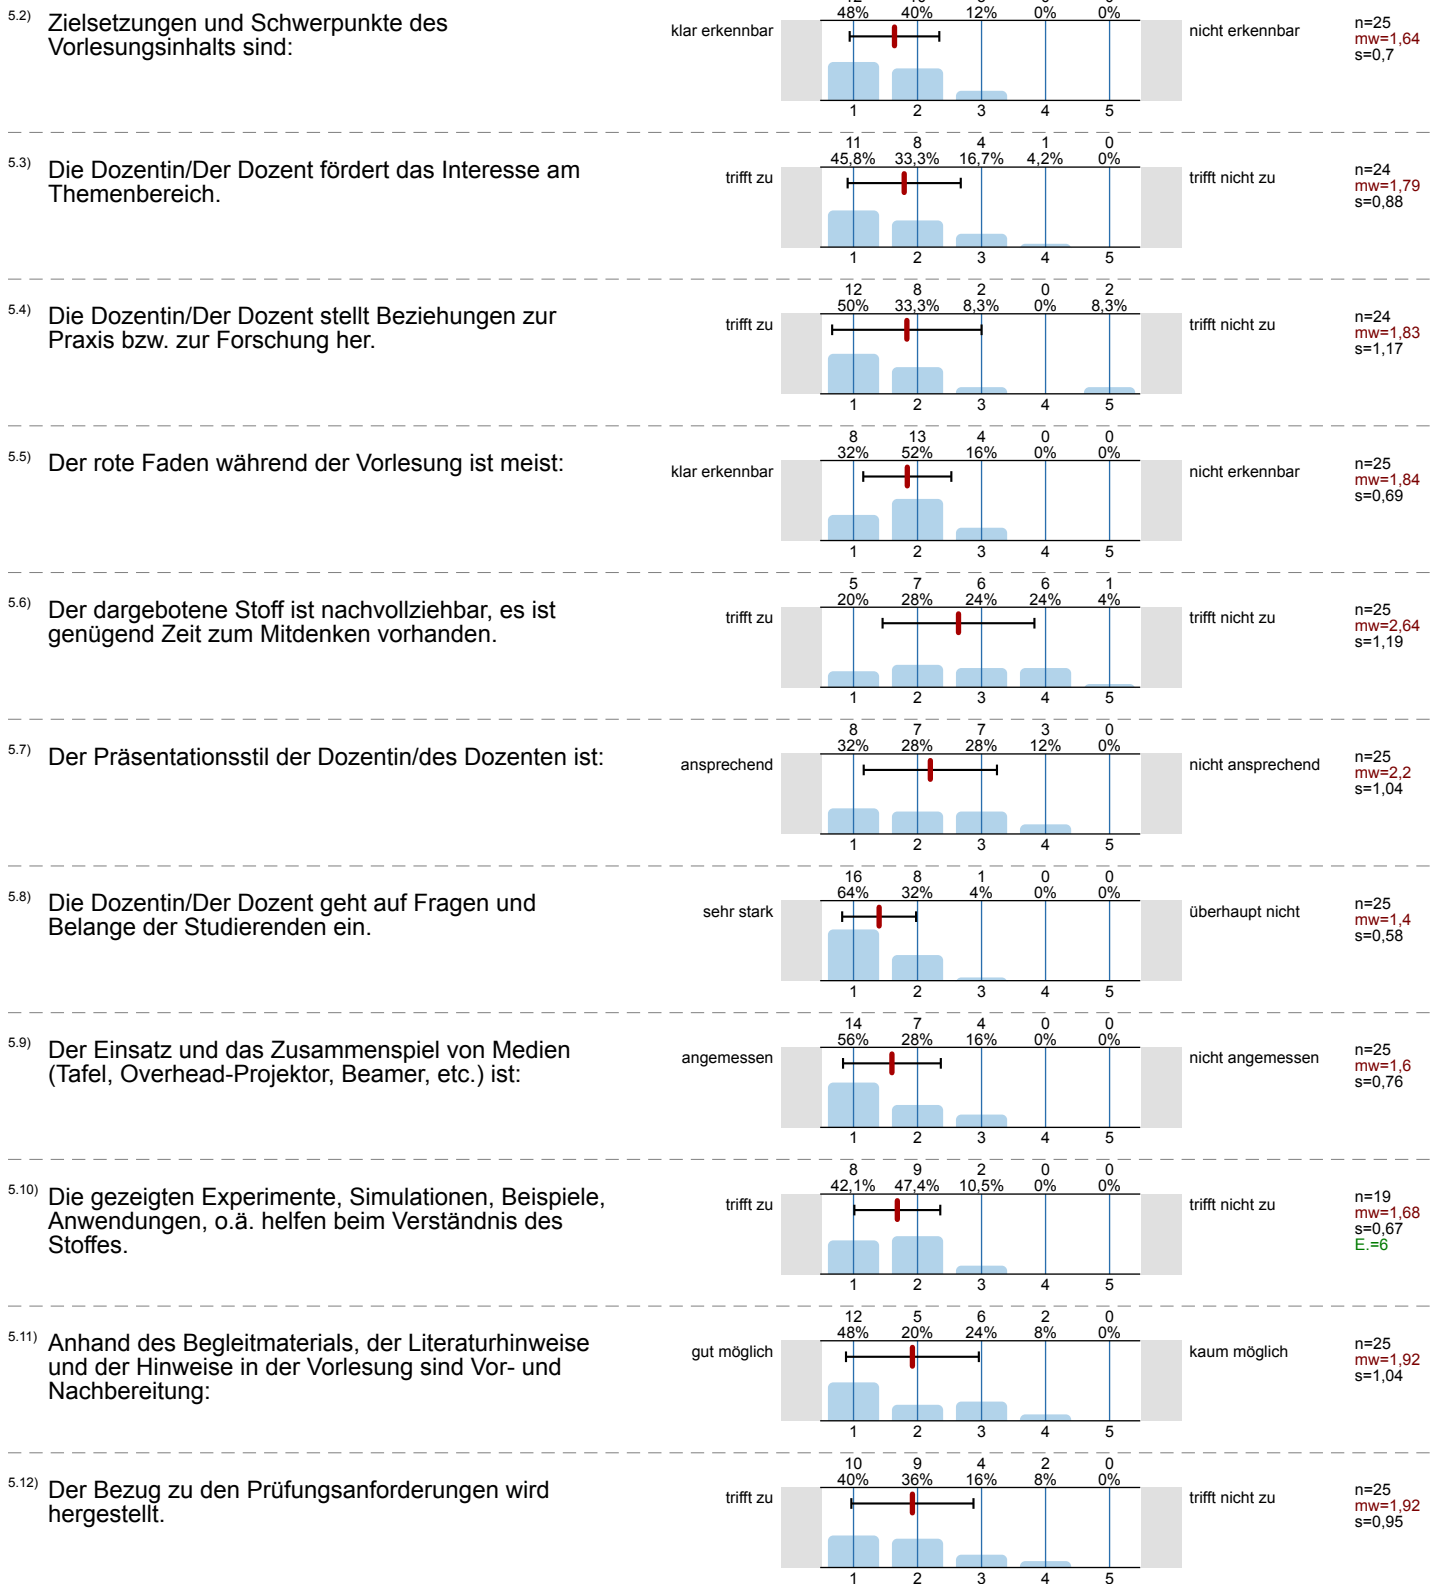 48% 40% 12% 0% 0%
5.2) Zielsetzungen und Schwerpunkte des
Vorlesungsinhalts sind:
klar erkennbar
nicht erkennbar
n=25
mw=1,64
s=0,7
1 2 3 4 5
11 8 4 1 0
45,8% 33,3% 16,7% 4,2% 0%
5.3) Die Dozentin/Der Dozent fördert das Interesse am
Themenbereich.
trifft zu
trifft nicht zu
n=24
mw=1,79
s=0,88
1 2 3 4 5
12 8 2 0 2
50% 33,3% 8,3% 0% 8,3%
5.4) Die Dozentin/Der Dozent stellt Beziehungen zur
Praxis bzw. zur Forschung her.
trifft zu
trifft nicht zu
n=24
mw=1,83
s=1,17
1 2 3 4 5
8 13 4 0 0
32% 52% 16% 0% 0%
5.5) Der rote Faden während der Vorlesung ist meist:
klar erkennbar
nicht erkennbar
n=25
mw=1,84
s=0,69
1 2 3 4 5
5 7 6 6 1
20% 28% 24% 24% 4%
5.6) Der dargebotene Stoff ist nachvollziehbar, es ist
genügend Zeit zum Mitdenken vorhanden.
trifft zu
trifft nicht zu
n=25
mw=2,64
s=1,19
1 2 3 4 5
8 7 7 3 0
32% 28% 28% 12% 0%
5.7) Der Präsentationsstil der Dozentin/des Dozenten ist:
ansprechend
nicht ansprechend
n=25
mw=2,2
s=1,04
1 2 3 4 5
16 8 1 0 0
64% 32% 4% 0% 0%
5.8) Die Dozentin/Der Dozent geht auf Fragen und
Belange der Studierenden ein.
sehr stark
überhaupt nicht
n=25
mw=1,4
s=0,58
1 2 3 4 5
14 7 4 0 0
56% 28% 16% 0% 0%
5.9) Der Einsatz und das Zusammenspiel von Medien
(Tafel, Overhead-Projektor, Beamer, etc.) ist:
angemessen
nicht angemessen
n=25
mw=1,6
s=0,76
1 2 3 4 5
8 9 2 0 0
42,1% 47,4% 10,5% 0% 0%
5.10) Die gezeigten Experimente, Simulationen, Beispiele,
Anwendungen, o.ä. helfen beim Verständnis des
Stoffes.
trifft zu
trifft nicht zu
n=19
mw=1,68
s=0,67
E.=6
1 2 3 4 5
12 5 6 2 0
48% 20% 24% 8% 0%
5.11) Anhand des Begleitmaterials, der Literaturhinweise
und der Hinweise in der Vorlesung sind Vor- und
Nachbereitung:
gut möglich
kaum möglich
n=25
mw=1,92
s=1,04
1 2 3 4 5
10 9 4 2 0
40% 36% 16% 8% 0%
5.12) Der Bezug zu den Prüfungsanforderungen wird
hergestellt.
trifft zu
trifft nicht zu
n=25
mw=1,92
s=0,95
1 2 3 4 5